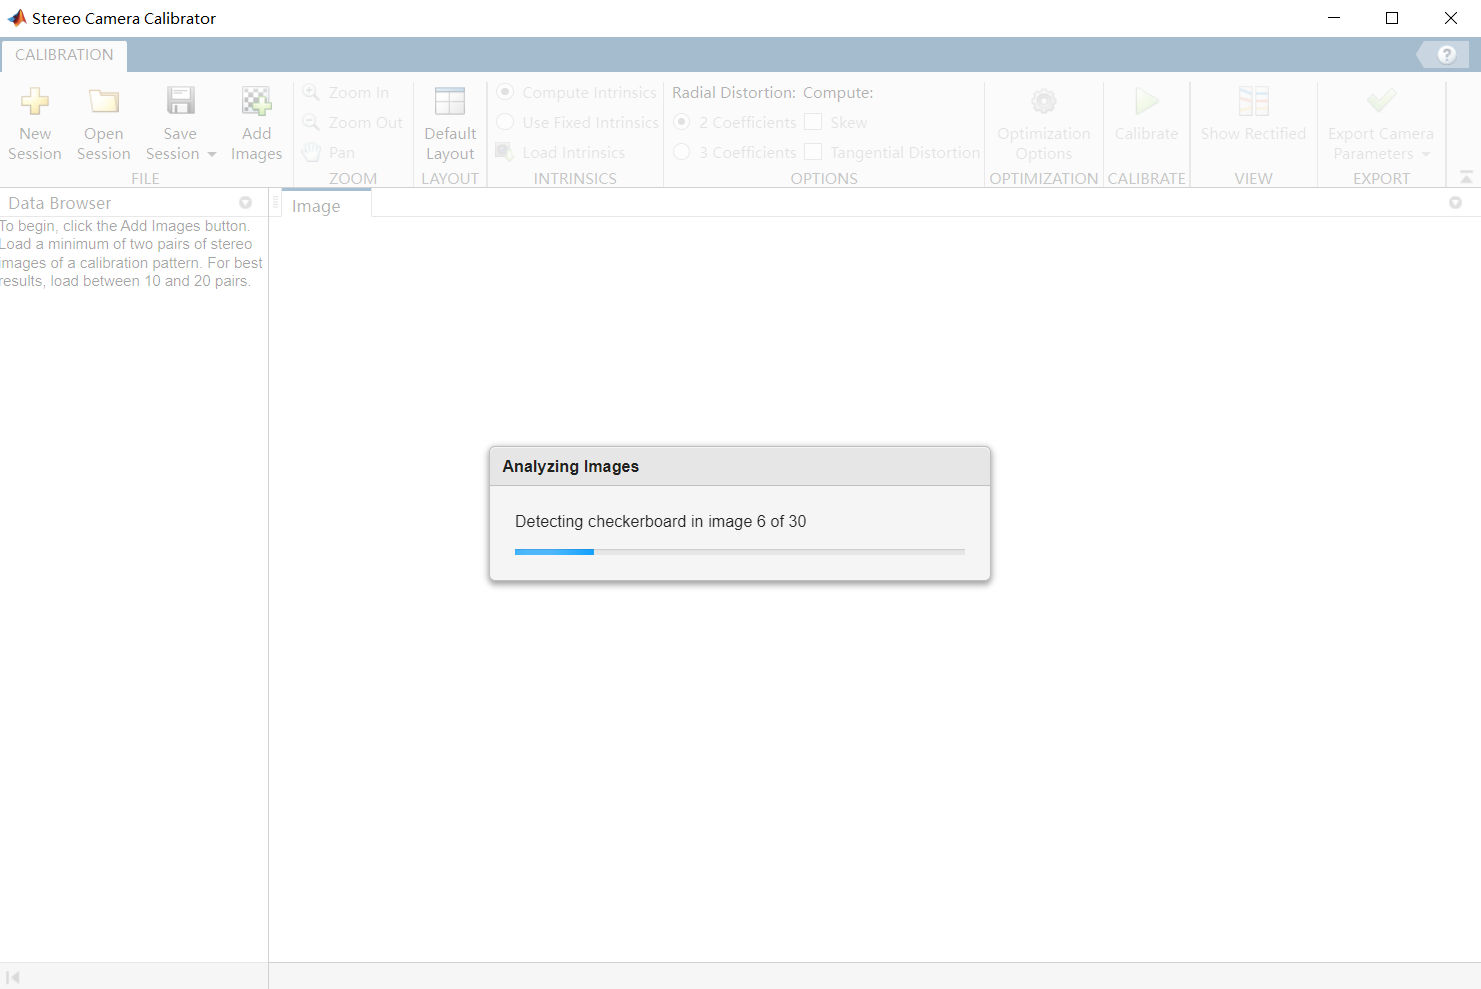 Stereo Camera Calibrator
CALIBRATION
?
New Session
Open Session
Save Session
Add Images
FILE
Zoom In
Zoom Out
Pan
ZOOM
Default Layout
LAYOUT
Compute Intrinsics
Use Fixed Intrinsics
Load Intrinsics
INTRINSICS
Radial Distortion:
2 Coefficients
3 Coefficients
Compute:
Skew
Tangential Distortion
OPTIONS
Optimization Options
OPTIMIZATION
Calibrate
CALIBRATE
Show Rectified
VIEW
Export Camera Parameters
EXPORT
Data Browser
To begin, click the Add Images button.
Load a minimum of two pairs of stereo
images of a calibration pattern. For best
results, load between 10 and 20 pairs.
Image
Analyzing Images
Detecting checkerboard in image 6 of 30